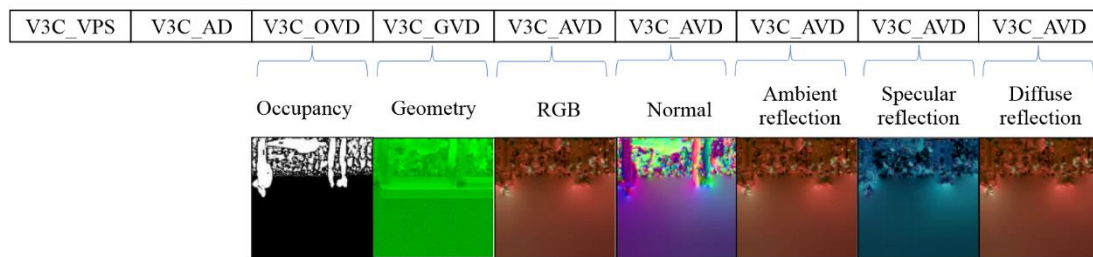 V3C_VPS V3C_AD V3C_OVD V3C_GVD V3C_AVD V3C_AVD V3C_AVD V3C_AVD V3C_AVD
Occupancy Geometry RGB Normal Ambient reflection Specular reflection Diffuse reflection